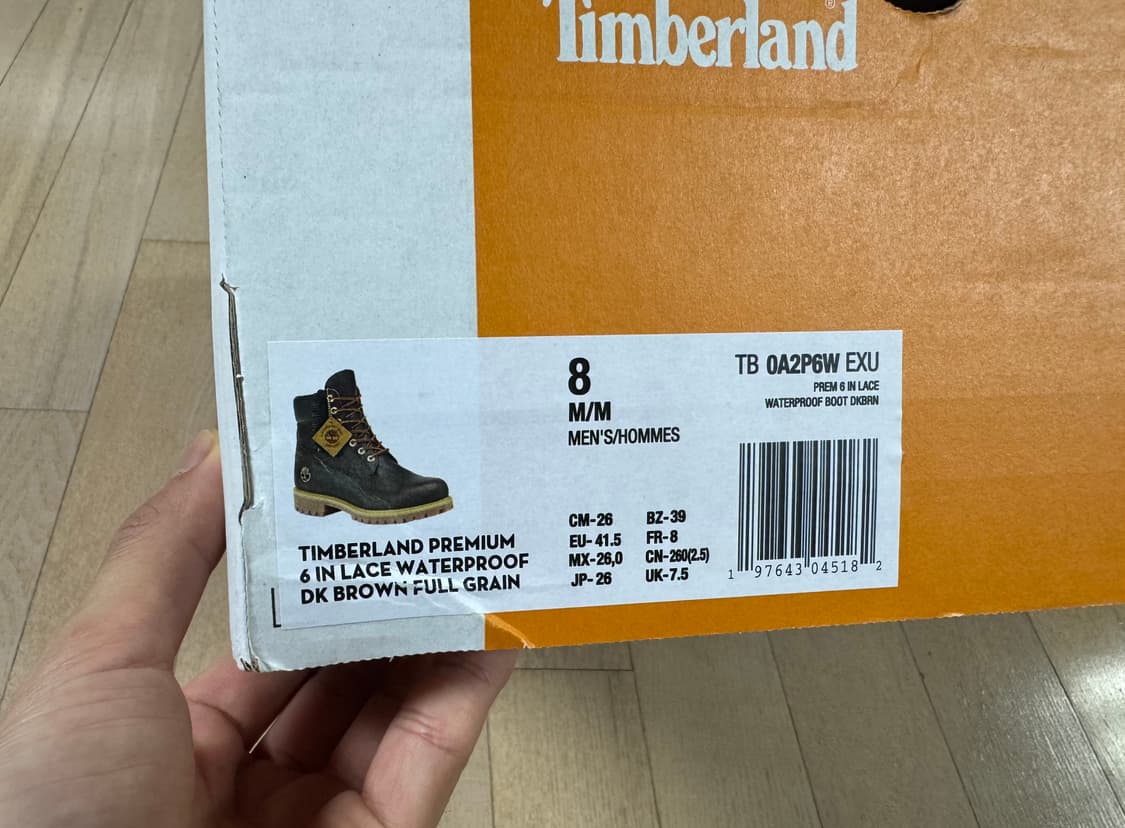 Timberland®
8
M/M
MEN'S/HOMMES
CM-26 BZ-39
EU-41.5 FR-8
MX-26,0 CN-260(2.5)
JP-26 UK-7.5
TB 0A2P6W EXU
PREM 6 IN LACE
WATERPROOF BOOT DKBRN
1 97643 04518 2
TIMBERLAND PREMIUM
6 IN LACE WATERPROOF
DK BROWN FULL GRAIN